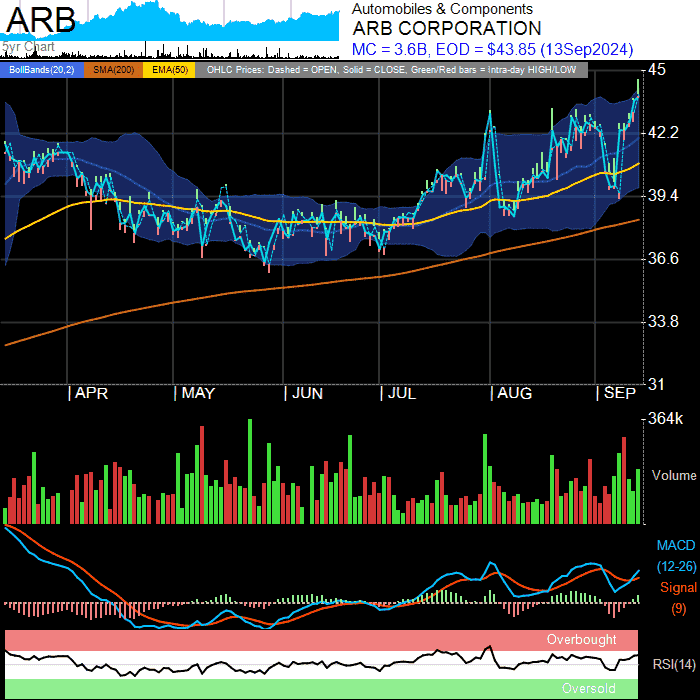 ARB
Automobiles & Components
ARB CORPORATION
5yr Chart
MC = 3.6B, EOD = $43.85 (13Sep2024)
BollBands(20,2) SMA(200) EMA(50) OHLC Prices: Dashed = OPEN, Solid = CLOSE, Green/Red bars = Intra-day HIGH/LOW
45
42.2
39.4
36.6
33.8
31
| APR | MAY | JUN | JUL | AUG | SEP
364k
Volume
MACD
(12-26)
Signal
(9)
Overbought
RSI(14)
Oversold